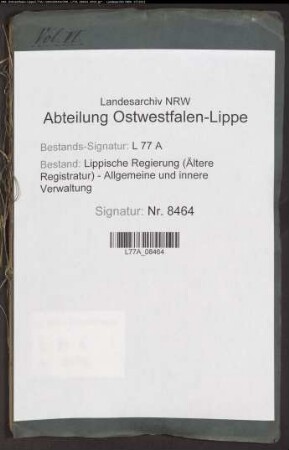 Vol. II.
Landesarchiv NRW
Abteilung Ostwestfalen-Lippe
Bestands-Signatur: L 77 A
Bestand: Lippische Regierung (Ältere
Registratur) - Allgemeine und innere
Verwaltung
Signatur: Nr. 8464
L77A_08464